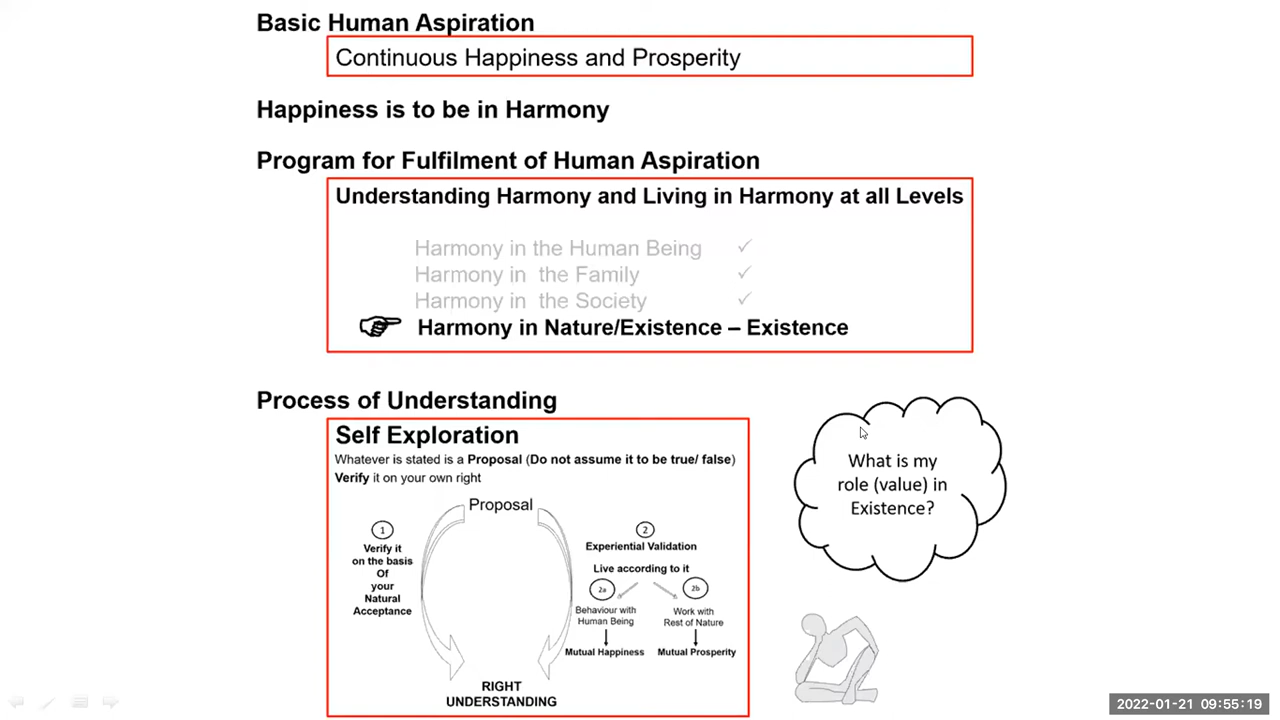 Basic Human Aspiration
Continuous Happiness and Prosperity
Happiness is to be in Harmony
Program for Fulfilment of Human Aspiration
Understanding Harmony and Living in Harmony at all Levels
Harmony in the Human Being ✓
Harmony in the Family ✓
Harmony in the Society ✓
Harmony in Nature/Existence – Existence
Process of Understanding
Self Exploration
Whatever is stated is a Proposal (Do not assume it to be true/ false)
Verify it on your own right
Proposal
1
Verify it
on the basis
Of
your
Natural
Acceptance
2
Experiential Validation
Live according to it
2a
Behaviour with
Human Being
Mutual Happiness
2b
Work with
Rest of Nature
Mutual Prosperity
RIGHT
UNDERSTANDING
What is my
role (value) in
Existence?
2022-01-21 09:55:19